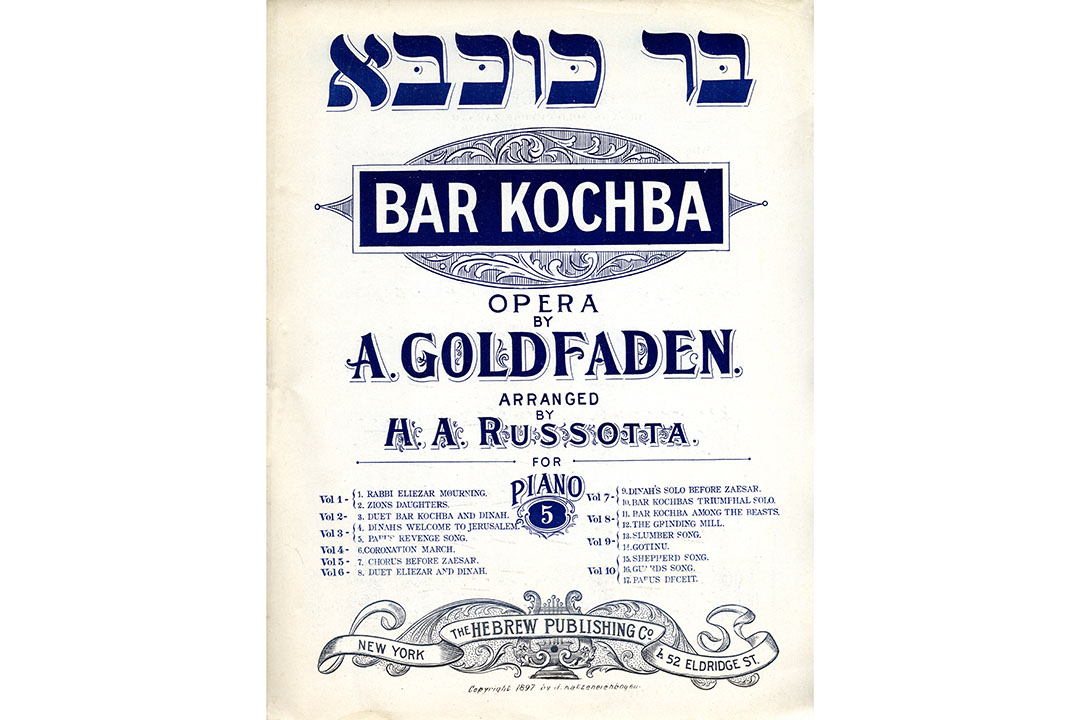 בר כּוּכבּא
BAR KOCHBA
OPERA
BY
A. GOLDFADEN.
ARRANGED
BY
H. A. RUSSOTTA.
FOR
PIANO
5
Vol 1 - 1. RABBI ELIEZAR MOURNING.
2. ZIONS DAUGHTERS.
Vol 2 - 3. DUET BAR KOCHBA AND DINAH.
Vol 3 - 4. DINAHS WELCOME TO JERUSALEM.
5. PAPUS REVENGE SONG.
Vol 4 - 6. CORONATION MARCH.
Vol 5 - 7. CHORUS BEFORE ZAESAR.
Vol 6 - 8. DUET ELIEZAR AND DINAH.
Vol 7 - 9. DINAH'S SOLO BEFORE ZAESAR.
10. BAR KOCHBAS TRIUMFHAL SOLO.
Vol 8 - 11. BAR KOCHBA AMONG THE BEASTS.
12. THE GRINDING MILL.
Vol 9 - 13. SLUMBER SONG.
14. GOTINU.
Vol 10 15. SHEPPERD SONG.
16. GUARDS SONG.
17. PAPUS DECEIT.
THE HEBREW PUBLISHING Co
NEW YORK
52 ELDRIDGE ST.
Copyright 1897 by J.